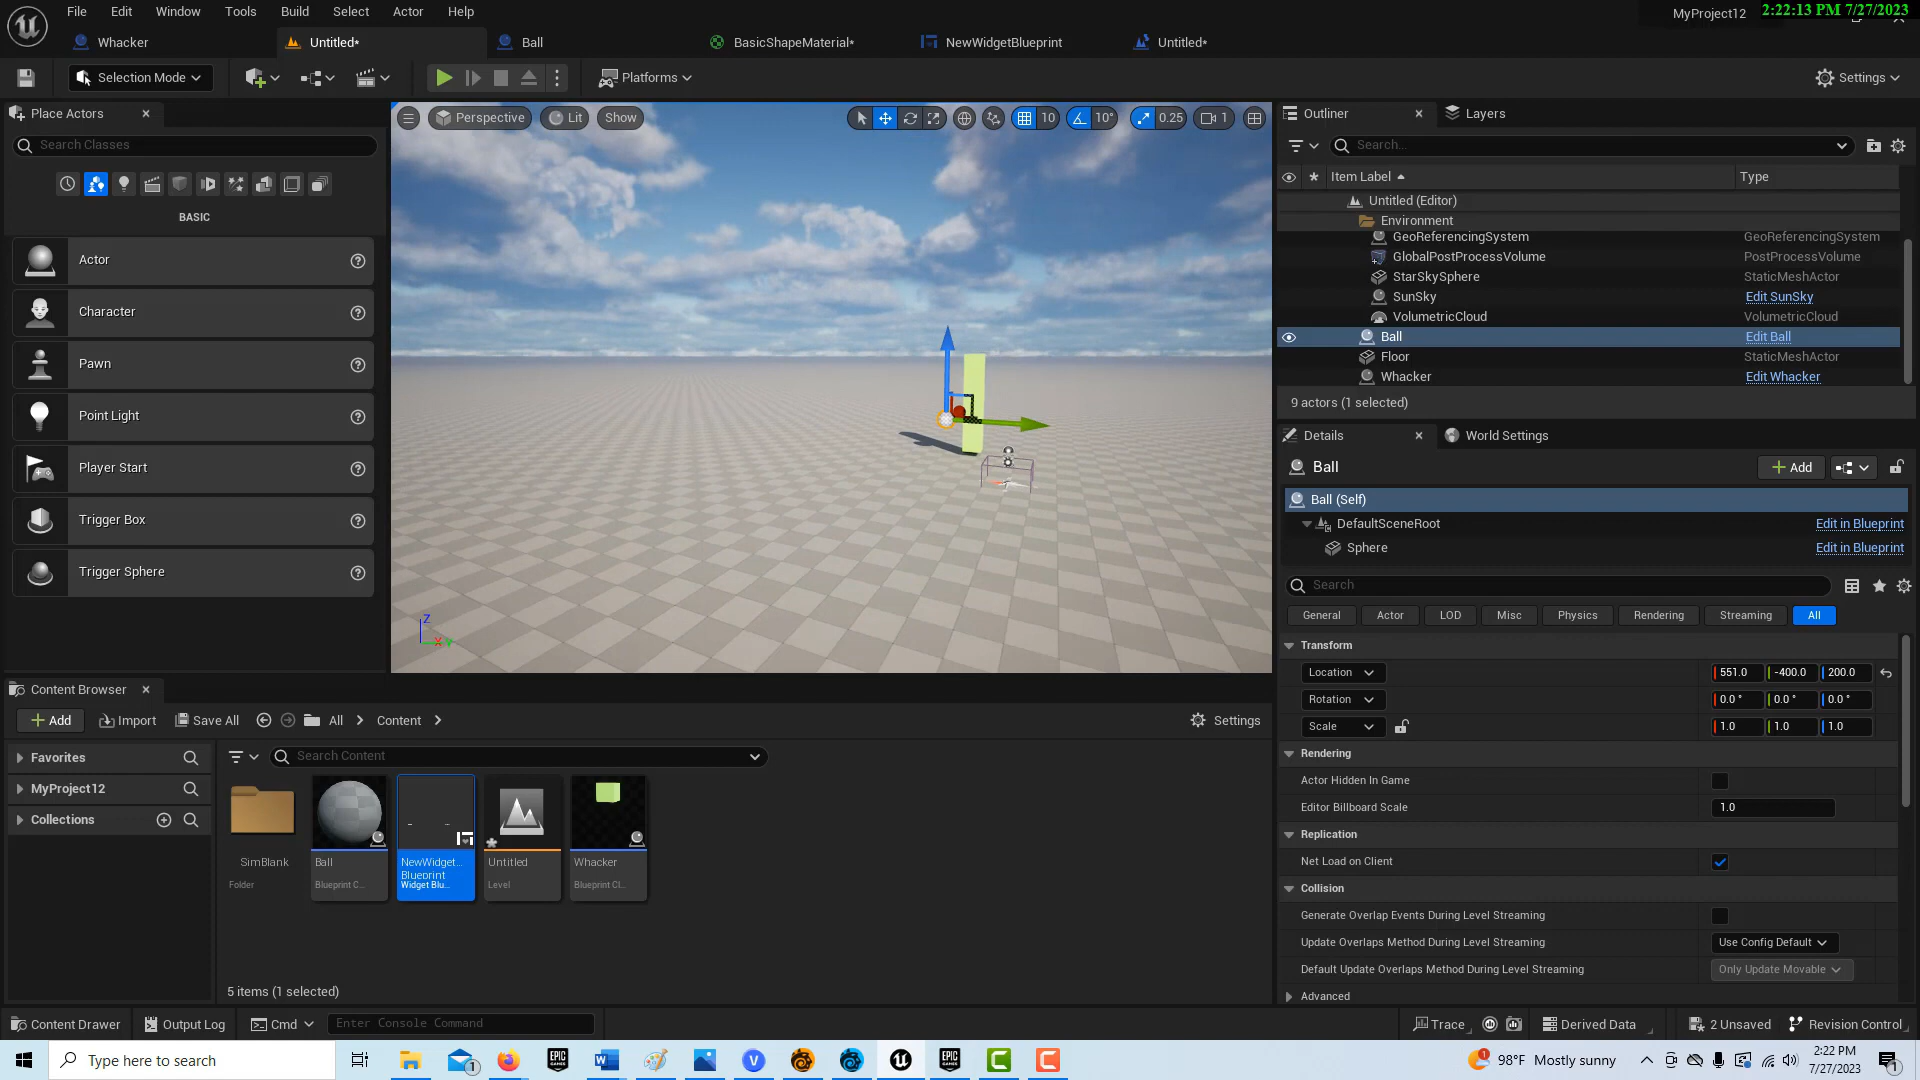 File Edit Window Tools Build Select Actor Help
MyProject12
2:22:13 PM 7/27/2023
Whacker Untitled* Ball BasicShapeMaterial* NewWidgetBlueprint Untitled*
Selection Mode Platforms Settings
Place Actors
Search Classes
BASIC
Actor
Character
Pawn
Point Light
Player Start
Trigger Box
Trigger Sphere
Perspective Lit Show 10 10° 0.25 1
Z
X Y
Outliner Layers
Search...
Item Label Type
Untitled (Editor)
Environment
GeoReferencingSystem GeoReferencingSystem
GlobalPostProcessVolume PostProcessVolume
StarSkySphere StaticMeshActor
SunSky Edit SunSky
VolumetricCloud VolumetricCloud
Ball Edit Ball
Floor StaticMeshActor
Whacker Edit Whacker
9 actors (1 selected)
Details World Settings
Ball Add
Ball (Self)
DefaultSceneRoot Edit in Blueprint
Sphere Edit in Blueprint
Search
General Actor LOD Misc Physics Rendering Streaming All
Transform
Location 551.0 -400.0 200.0
Rotation 0.0 ° 0.0 ° 0.0 °
Scale 1.0 1.0 1.0
Rendering
Actor Hidden In Game
Editor Billboard Scale 1.0
Replication
Net Load on Client
Collision
Generate Overlap Events During Level Streaming
Update Overlaps Method During Level Streaming Use Config Default
Default Update Overlaps Method During Level Streaming Only Update Movable
Advanced
Content Browser
Add Import Save All All Content Settings
Favorites
MyProject12
Collections
Search Content
SimBlank
Folder
Ball
Blueprint C...
NewWidget...
Blueprint
Widget Blu...
Untitled
Level
Whacker
Blueprint Cl...
5 items (1 selected)
Content Drawer Output Log Cmd Enter Console Command Trace Derived Data 2 Unsaved Revision Control
Type here to search
EPIC GAMES
EPIC GAMES
98°F Mostly sunny
2:22 PM
7/27/2023